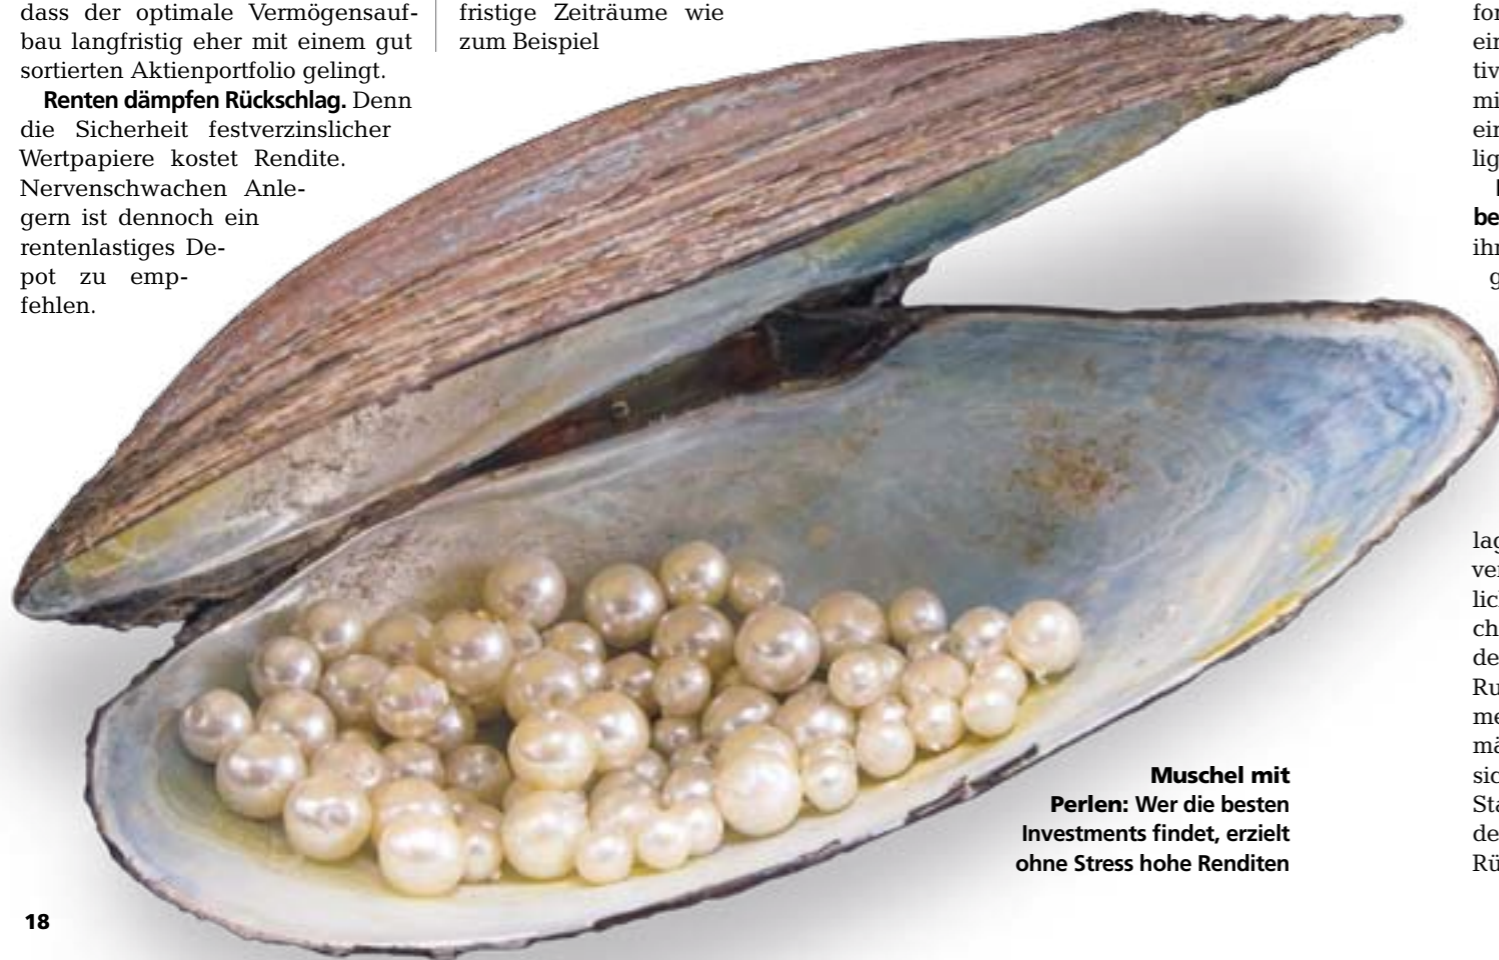 dass der optimale Vermögensauf-
bau langfristig eher mit einem gut
sortierten Aktienportfolio gelingt.
Renten dämpfen Rückschlag. Denn
die Sicherheit festverzinslicher
Wertpapiere kostet Rendite.
Nervenschwachen Anle-
gern ist dennoch ein
rentenlastiges De-
pot zu emp-
fehlen.
fristige Zeiträume wie
zum Beispiel
Muschel mit
Perlen: Wer die besten
Investments findet, erzielt
ohne Stress hohe Renditen
18